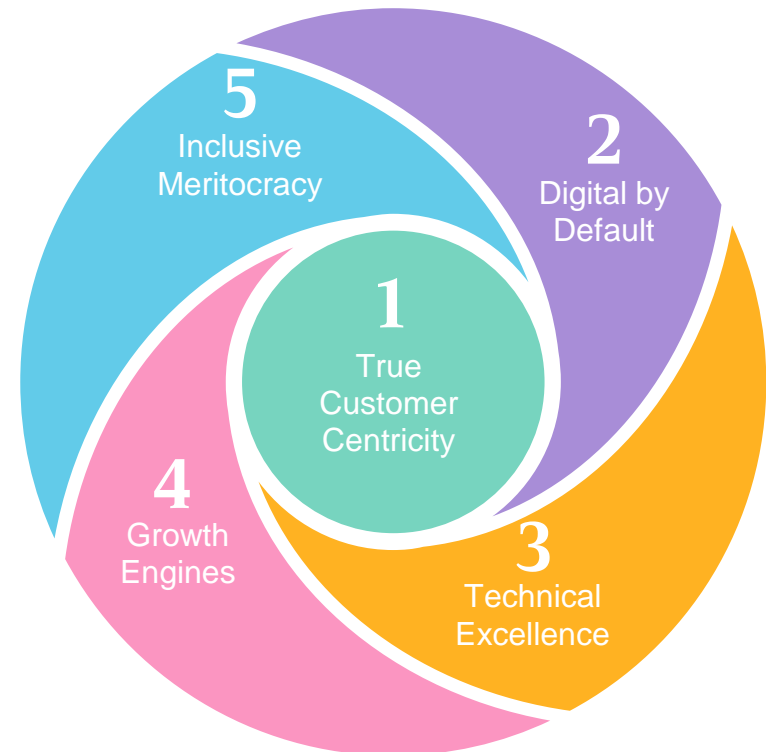 1
True
Customer
Centricity
2
Digital by
Default
3
Technical
Excellence
4
Growth
Engines
5
Inclusive
Meritocracy